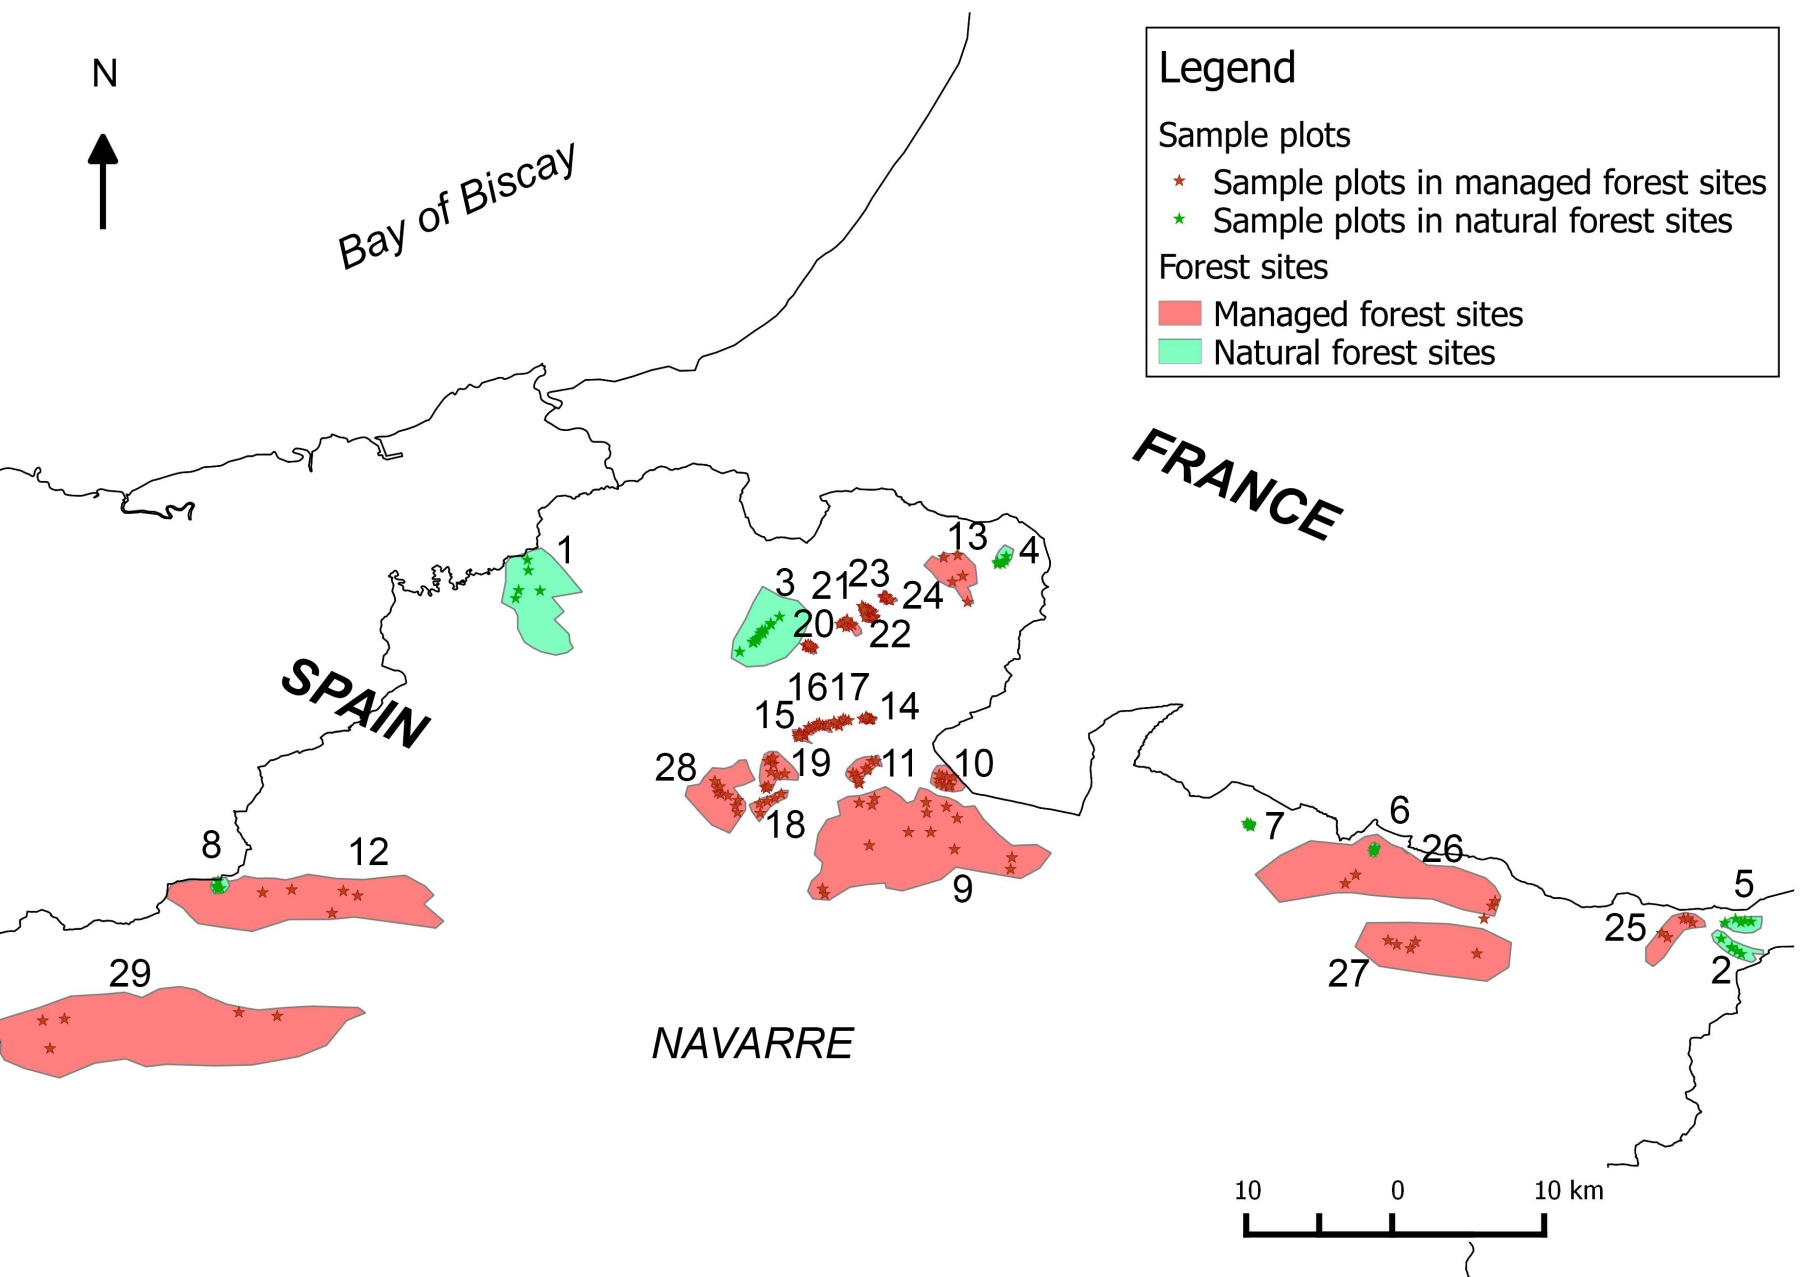 N
Bay of Biscay
Legend
Sample plots
Sample plots in managed forest sites
Sample plots in natural forest sites
Forest sites
Managed forest sites
Natural forest sites
FRANCE
SPAIN
1
13
4
3
21
23
24
20
22
16 17
15
14
28
19
11
10
18
8
12
9
7
6
26
5
25
2
27
29
NAVARRE
10 0 10 km